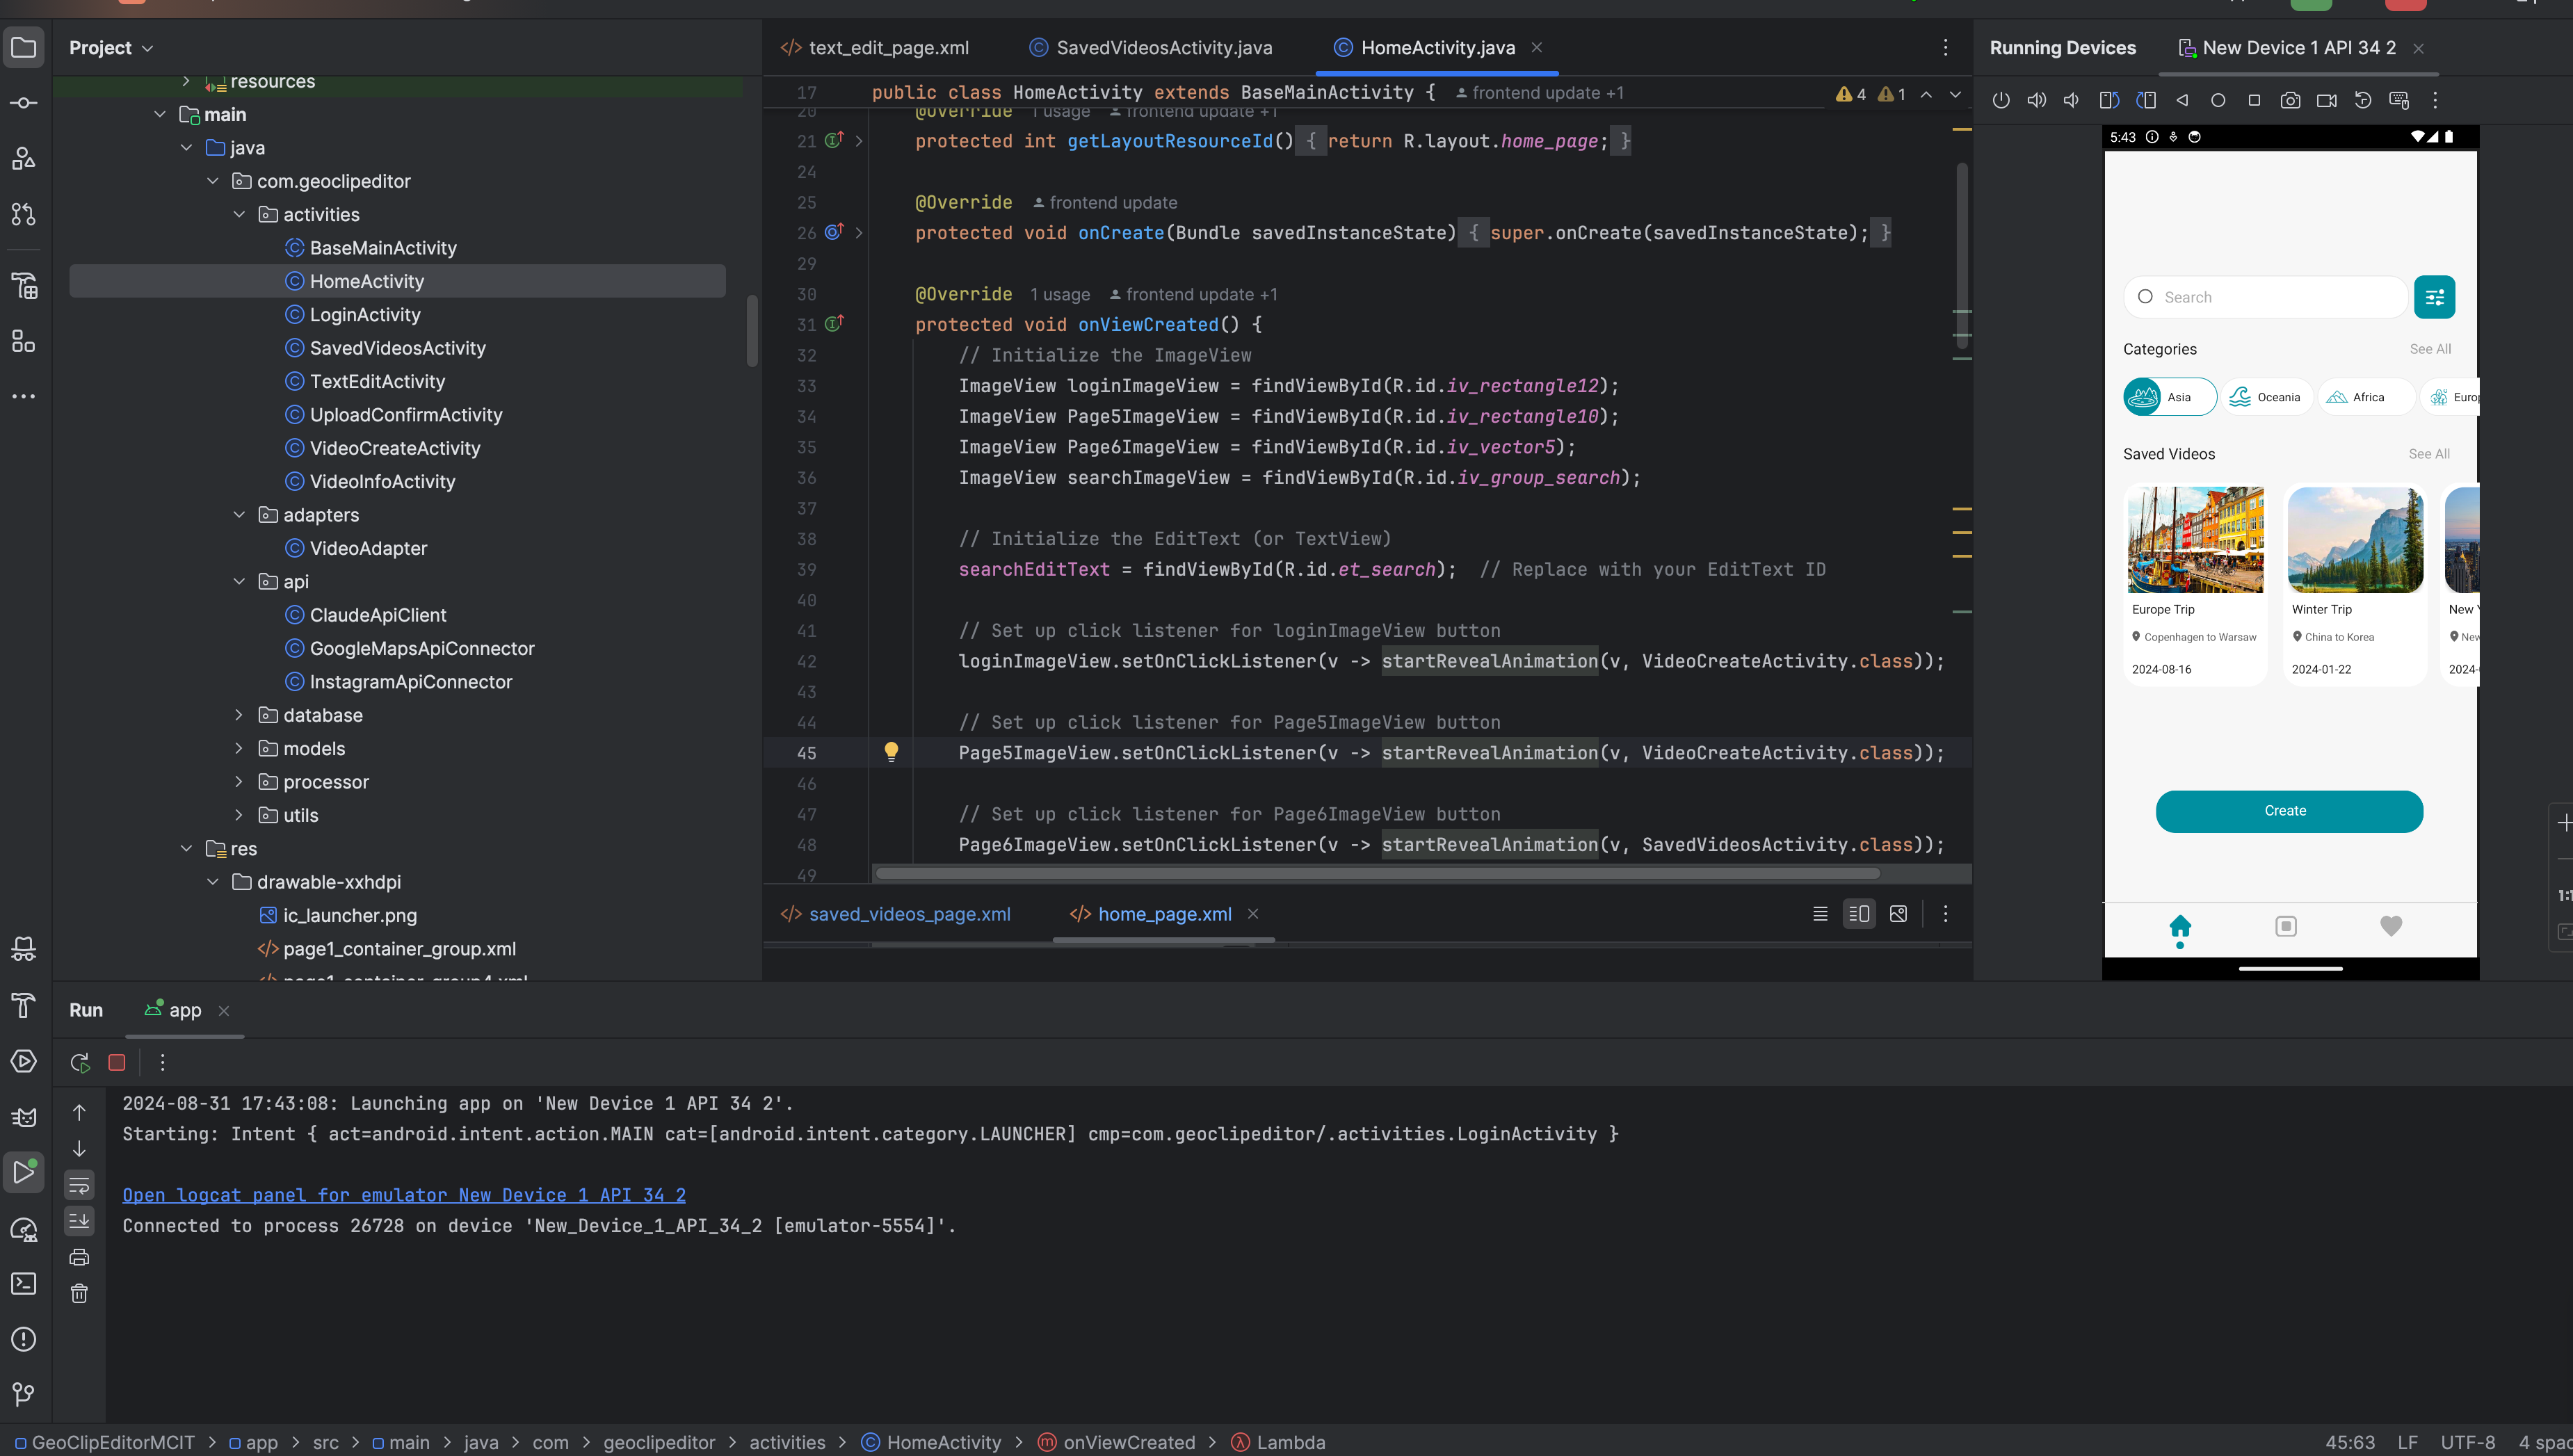 Project
resources
main
java
com.geoclipeditor
activities
BaseMainActivity
HomeActivity
LoginActivity
SavedVideosActivity
TextEditActivity
UploadConfirmActivity
VideoCreateActivity
VideoInfoActivity
adapters
VideoAdapter
api
ClaudeApiClient
GoogleMapsApiConnector
InstagramApiConnector
database
models
processor
utils
res
drawable-xxhdpi
ic_launcher.png
page1_container_group.xml
text_edit_page.xml SavedVideosActivity.java HomeActivity.java
17 public class HomeActivity extends BaseMainActivity { frontend update +1 4 1
20 @Override 1 usage frontend update +1
21 protected int getLayoutResourceId() { return R.layout.home_page; }
24
25 @Override frontend update
26 protected void onCreate(Bundle savedInstanceState) { super.onCreate(savedInstanceState); }
29
30 @Override 1 usage frontend update +1
31 protected void onViewCreated() {
32 // Initialize the ImageView
33 ImageView loginImageView = findViewById(R.id.iv_rectangle12);
34 ImageView Page5ImageView = findViewById(R.id.iv_rectangle10);
35 ImageView Page6ImageView = findViewById(R.id.iv_vector5);
36 ImageView searchImageView = findViewById(R.id.iv_group_search);
37
38 // Initialize the EditText (or TextView)
39 searchEditText = findViewById(R.id.et_search); // Replace with your EditText ID
40
41 // Set up click listener for loginImageView button
42 loginImageView.setOnClickListener(v -> startRevealAnimation(v, VideoCreateActivity.class));
43
44 // Set up click listener for Page5ImageView button
45 Page5ImageView.setOnClickListener(v -> startRevealAnimation(v, VideoCreateActivity.class));
46
47 // Set up click listener for Page6ImageView button
48 Page6ImageView.setOnClickListener(v -> startRevealAnimation(v, SavedVideosActivity.class));
49
saved_videos_page.xml home_page.xml
Running Devices New Device 1 API 34 2
5:43
Search
Categories See All
Asia Oceania Africa
Saved Videos See All
Europe Trip Winter Trip New
Copenhagen to Warsaw China to Korea New
2024-08-16 2024-01-22 2024-
Create
1:1
Run app
2024-08-31 17:43:08: Launching app on 'New Device 1 API 34 2'.
Starting: Intent { act=android.intent.action.MAIN cat=[android.intent.category.LAUNCHER] cmp=com.geoclipeditor/.activities.LoginActivity }
Open logcat panel for emulator New Device 1 API 34 2
Connected to process 26728 on device 'New_Device_1_API_34_2 [emulator-5554]'.
GeoClipEditorMCIT > app > src > main > java > com > geoclipeditor > activities > HomeActivity > onViewCreated > Lambda
45:63 LF UTF-8 4